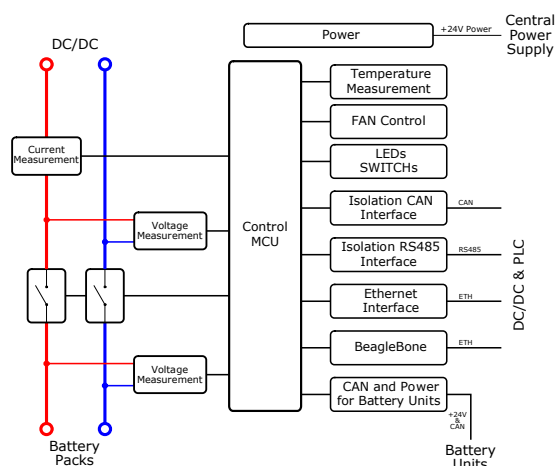 DC/DC
Power
+24V Power
Central
Power
Supply
Temperature
Measurement
FAN Control
LEDs
SWITCHs
Current
Measurement
Isolation CAN
Interface
CAN
Voltage
Measurement
Control
MCU
Isolation RS485
Interface
RS485
Ethernet
Interface
ETH
DC/DC & PLC
BeagleBone
ETH
Voltage
Measurement
CAN and Power
for Battery Units
+24V
&
CAN
Battery
Packs
Battery
Units